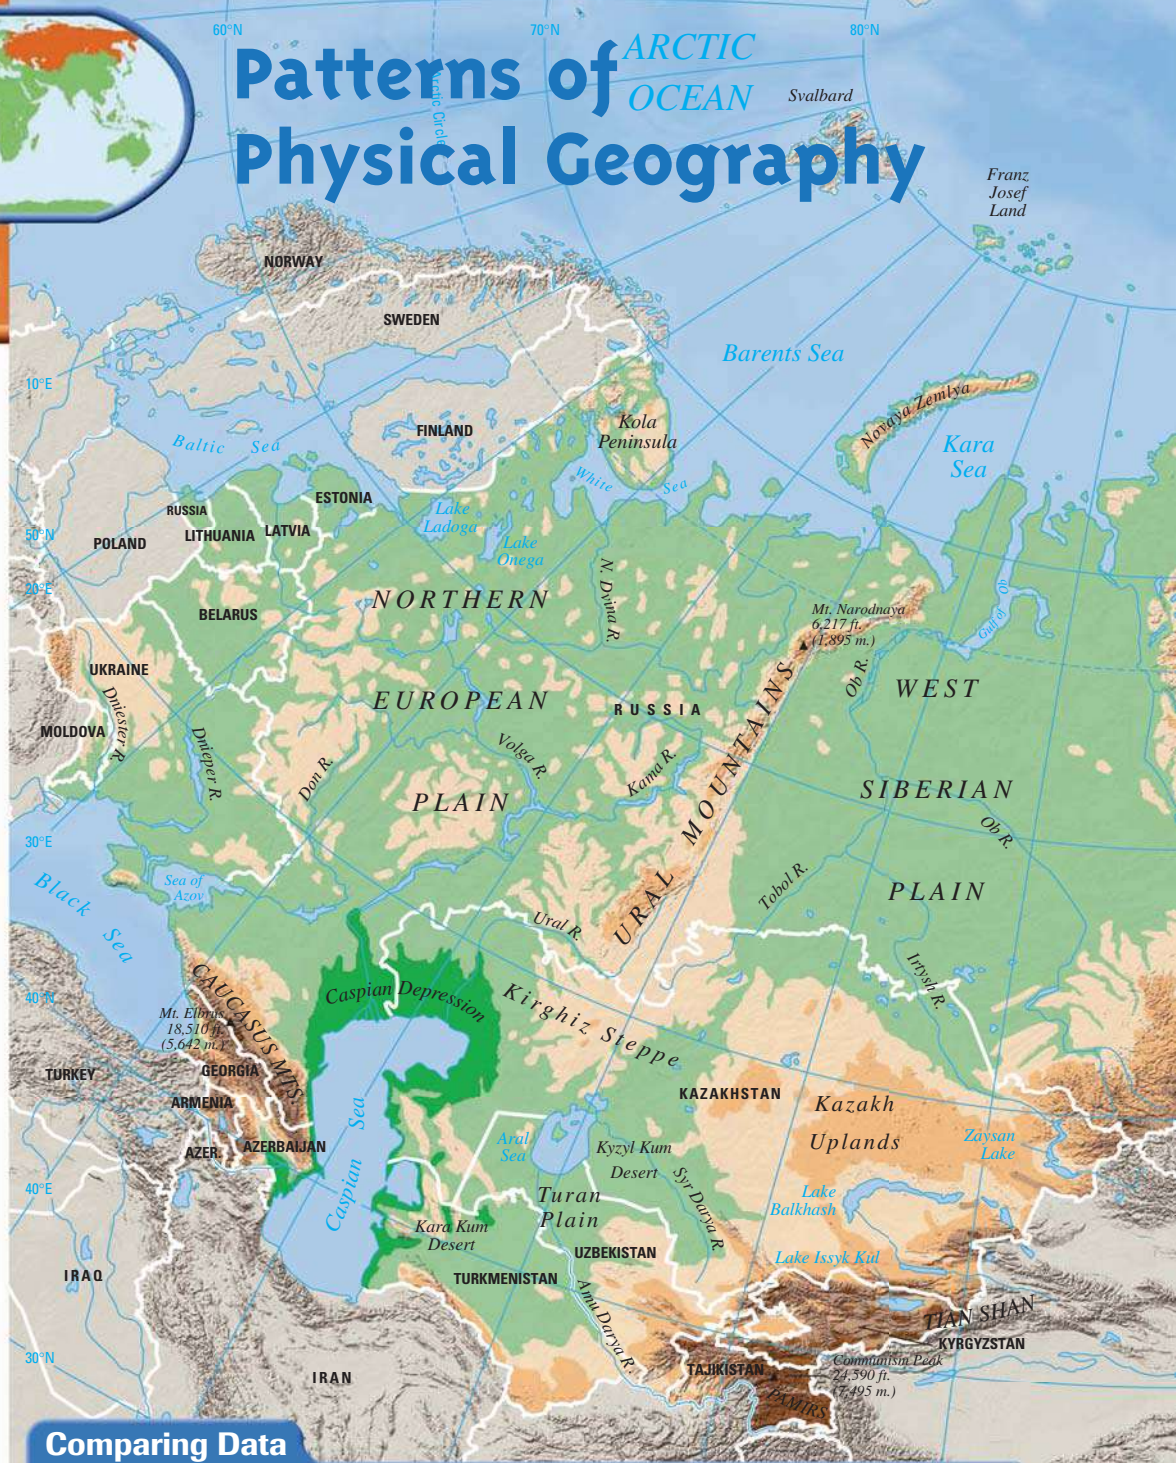 60°N
70°N
80°N
Patterns of
Physical Geography
ARCTIC
OCEAN
Arctic Circle
Svalbard
Franz
Josef
Land
NORWAY
SWEDEN
Barents Sea
10°E
Novaya Zemlya
Kola
Peninsula
FINLAND
Kara
Sea
Baltic Sea
White Sea
ESTONIA
RUSSIA
Lake
Ladoga
LITHUANIA
LATVIA
50°N
POLAND
Lake
Onega
20°E
N. Dvina R.
NORTHERN
Gulf of Ob
BELARUS
Mt. Narodnaya
6,217 ft.
(1,895 m.)
UKRAINE
Ob R.
WEST
EUROPEAN
RUSSIA
Dniester R.
MOLDOVA
Dnieper R.
Don R.
Volga R.
Kama R.
URAL MOUNTAINS
SIBERIAN
PLAIN
Ob R.
30°E
Sea of
Azov
Tobol R.
PLAIN
Black Sea
Ural R.
Irtysh R.
CAUCASUS MTS.
Caspian Depression
Kirghiz Steppe
40°N
Mt. Elbrus
18,510 ft.
(5,642 m.)
TURKEY
GEORGIA
KAZAKHSTAN
Kazakh
Uplands
ARMENIA
AZER.
AZERBAIJAN
Caspian Sea
Aral
Sea
Kyzyl Kum
Desert
Zaysan
Lake
40°E
Turan
Plain
Syr Darya R.
Lake
Balkhash
Kara Kum
Desert
UZBEKISTAN
Lake Issyk Kul
IRAQ
TURKMENISTAN
Amu Darya R.
TIAN SHAN
KYRGYZSTAN
30°N
IRAN
TAJIKISTAN
Communism Peak
24,590 ft.
(7,495 m.)
PAMIRS
Comparing Data